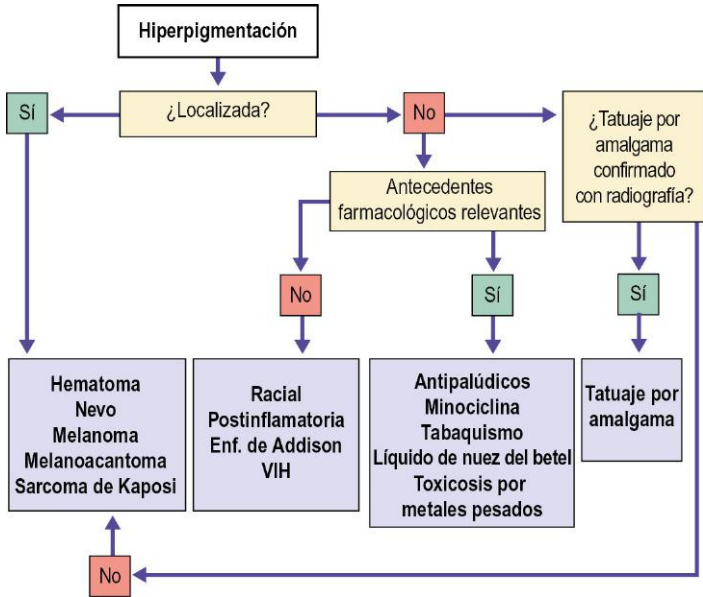 Hiperpigmentación
Sí
¿Localizada?
No
¿Tatuaje por
amalgama
confirmado
con radiografía?
Antecedentes
farmacológicos relevantes
No
Sí
Sí
Hematoma
Nevo
Melanoma
Melanoacantoma
Sarcoma de Kaposi
Racial
Postinflamatoria
Enf. de Addison
VIH
Antipalúdicos
Minociclina
Tabaquismo
Líquido de nuez del betel
Toxicosis por
metales pesados
Tatuaje por
amalgama
No